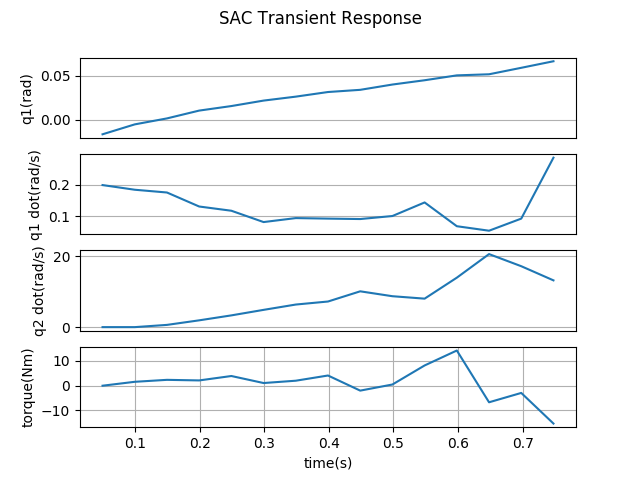 SAC Transient Response
q1(rad)
0.05
0.00
q1 dot(rad/s)
0.2
0.1
q2 dot(rad/s)
20
0
torque(Nm)
10
0
−10
0.1 0.2 0.3 0.4 0.5 0.6 0.7
time(s)